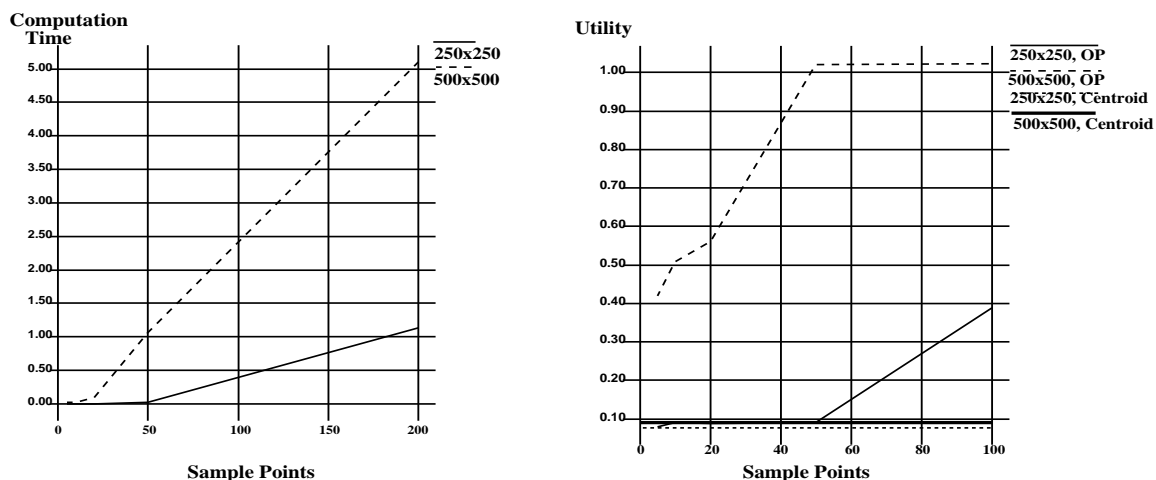 Computation
Time
250x250
500x500
5.00
4.50
4.00
3.50
3.00
2.50
2.00
1.50
1.00
0.50
0.00
0 50 100 150 200
Sample Points
Utility
250x250, OP
500x500, OP
250x250, Centroid
500x500, Centroid
1.00
0.90
0.80
0.70
0.60
0.50
0.40
0.30
0.20
0.10
0 20 40 60 80 100
Sample Points